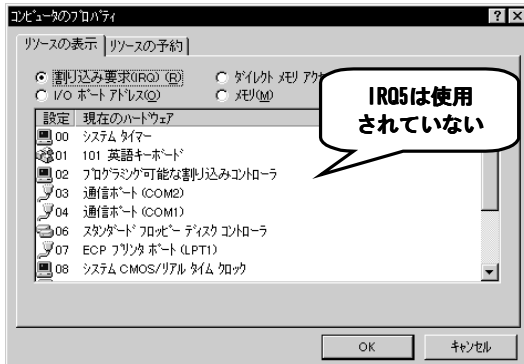 コンピュータのプロパティ
リソースの表示 リソースの予約
割り込み要求(IRQ) (R)
ダイレクト メモリ アクセ
I/O ポート アドレス(O)
メモリ(M)
IRQ5は使用
されていない
設定 現在のハードウェア
00 システム タイマー
01 101 英語キーボード
02 プログラミング可能な割り込みコントローラ
03 通信ポート (COM2)
04 通信ポート (COM1)
06 スタンダード フロッピー ディスク コントローラ
07 ECP プリンタ ポート (LPT1)
08 システム CMOS/リアル タイム クロック
OK キャンセル